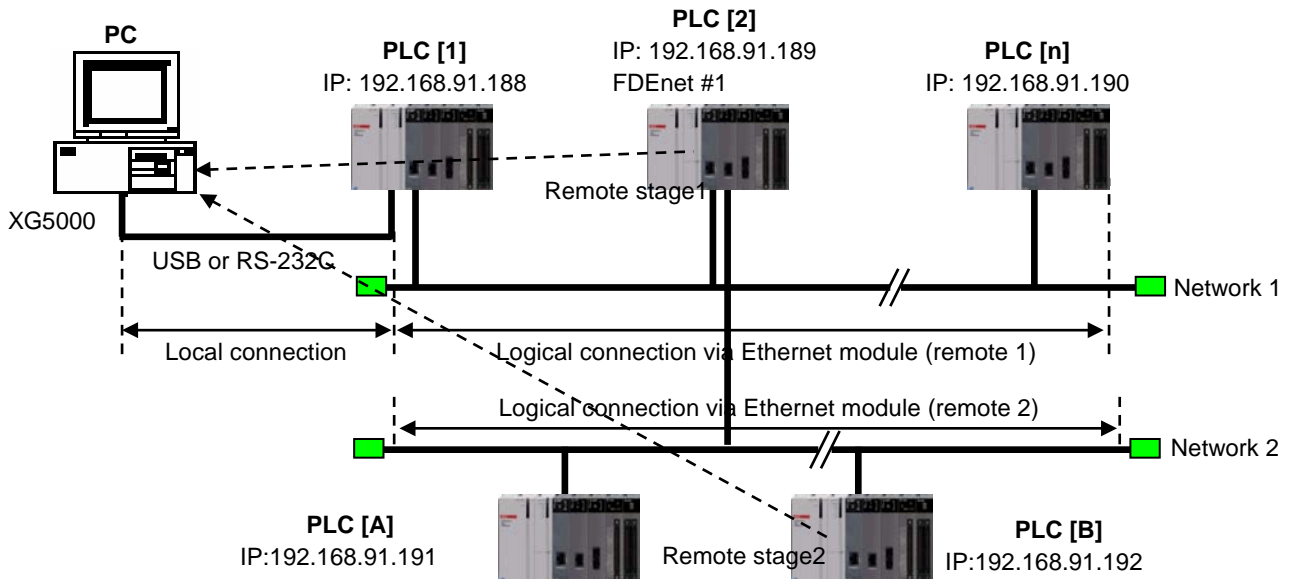 PC
PLC [1]
IP: 192.168.91.188
PLC [2]
IP: 192.168.91.189
FDEnet #1
PLC [n]
IP: 192.168.91.190
Remote stage1
XG5000
USB or RS-232C
Network 1
Local connection
Logical connection via Ethernet module (remote 1)
Logical connection via Ethernet module (remote 2)
Network 2
PLC [A]
IP:192.168.91.191
Remote stage2
PLC [B]
IP:192.168.91.192